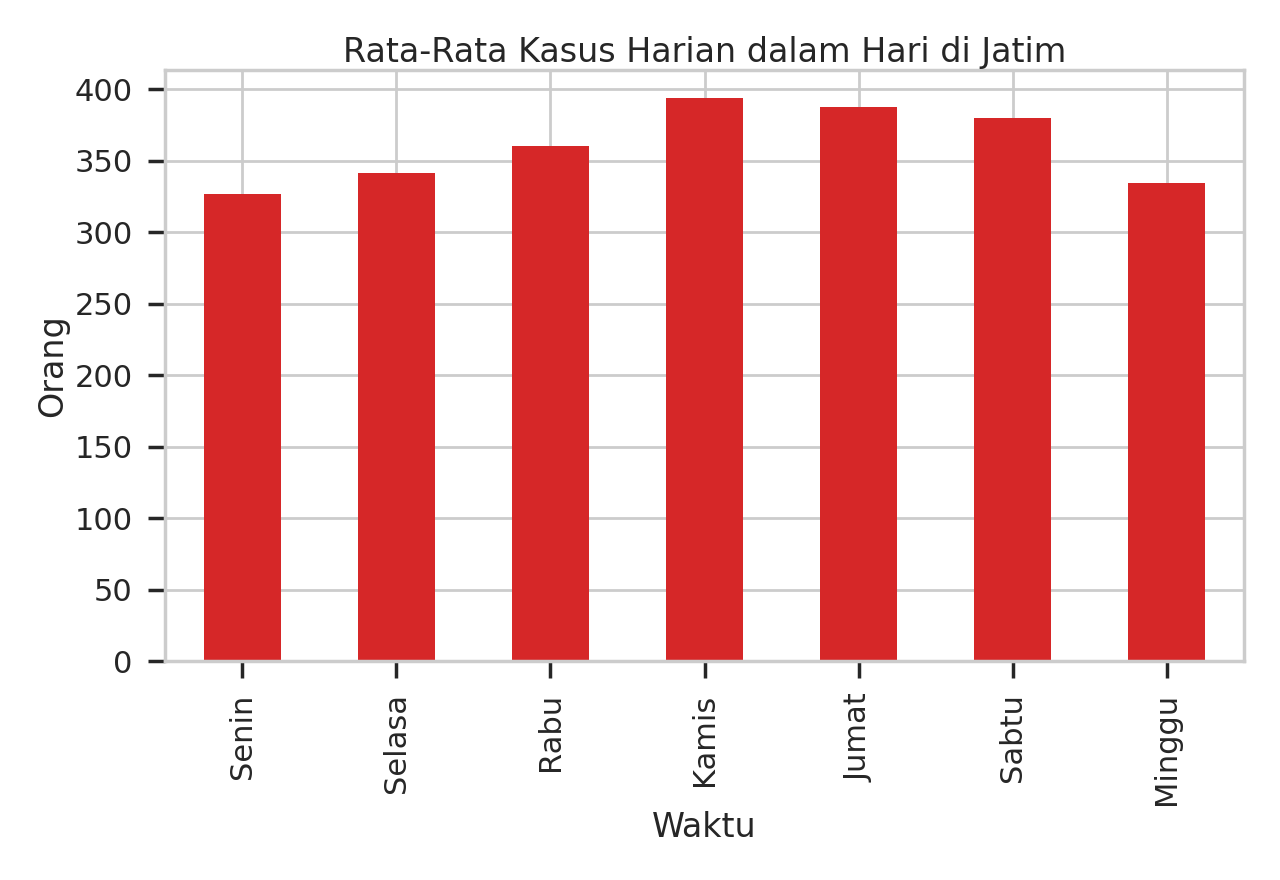 Rata-Rata Kasus Harian dalam Hari di Jatim
400
350
300
250
200
150
100
50
0
Orang
Senin
Selasa
Rabu
Kamis
Jumat
Sabtu
Minggu
Waktu